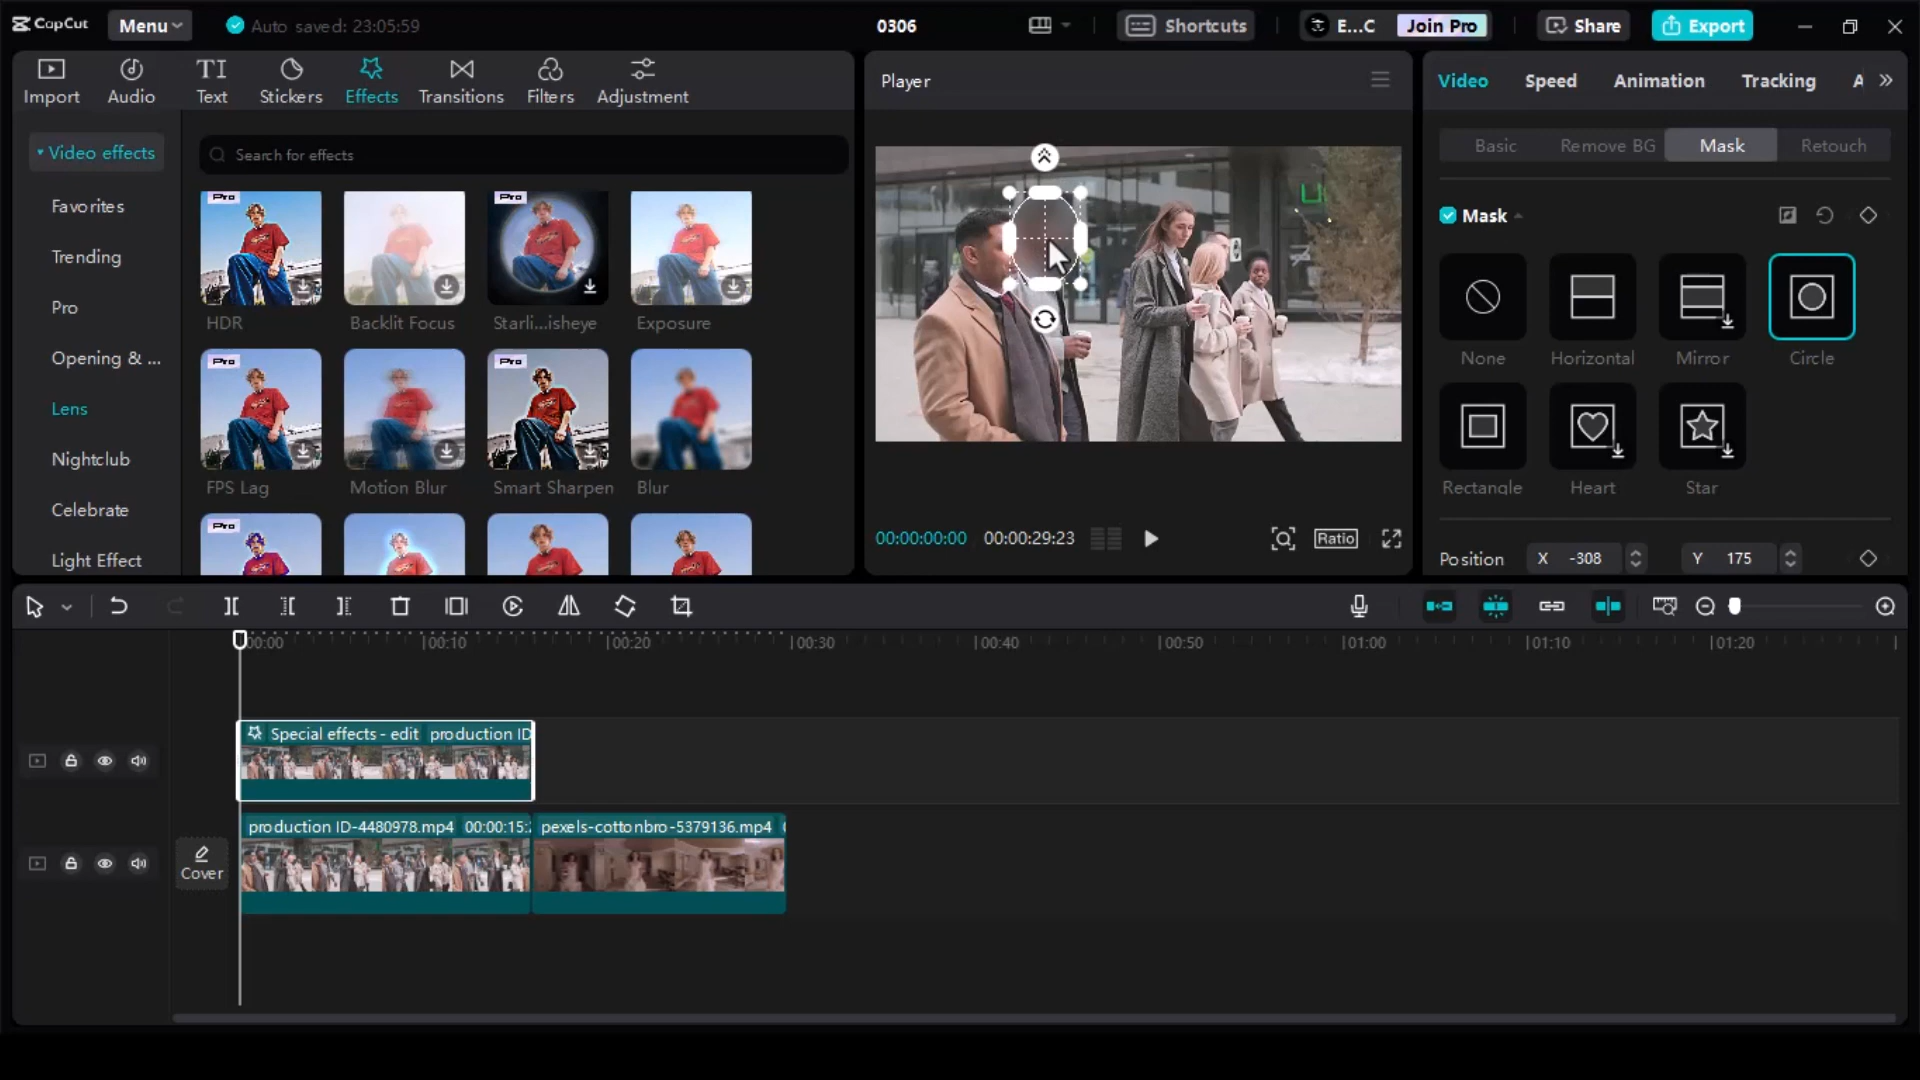 CapCut
Menu
Auto saved: 23:05:59
0306
Shortcuts
E...C
Join Pro
Share
Export
Import
Audio
TI
Text
Stickers
Effects
Transitions
Filters
Adjustment
Video effects
Search for effects
Favorites
Trending
Pro
Opening & ...
Lens
Nightclub
Celebrate
Light Effect
Pro
HDR
Backlit Focus
Pro
Starli...isheye
Exposure
Pro
FPS Lag
Motion Blur
Pro
Smart Sharpen
Blur
Pro
Player
00:00:00:00
00:00:29:23
Ratio
Video
Speed
Animation
Tracking
A
Basic
Remove BG
Mask
Retouch
Mask
None
Horizontal
Mirror
Circle
Rectangle
Heart
Star
Position
X -308
Y 175
00:00
00:10
00:20
00:30
00:40
00:50
01:00
01:10
01:20
Special effects - edit production ID
Cover
production ID-4480978.mp4 00:00:15:
pexels-cottonbro-5379136.mp4